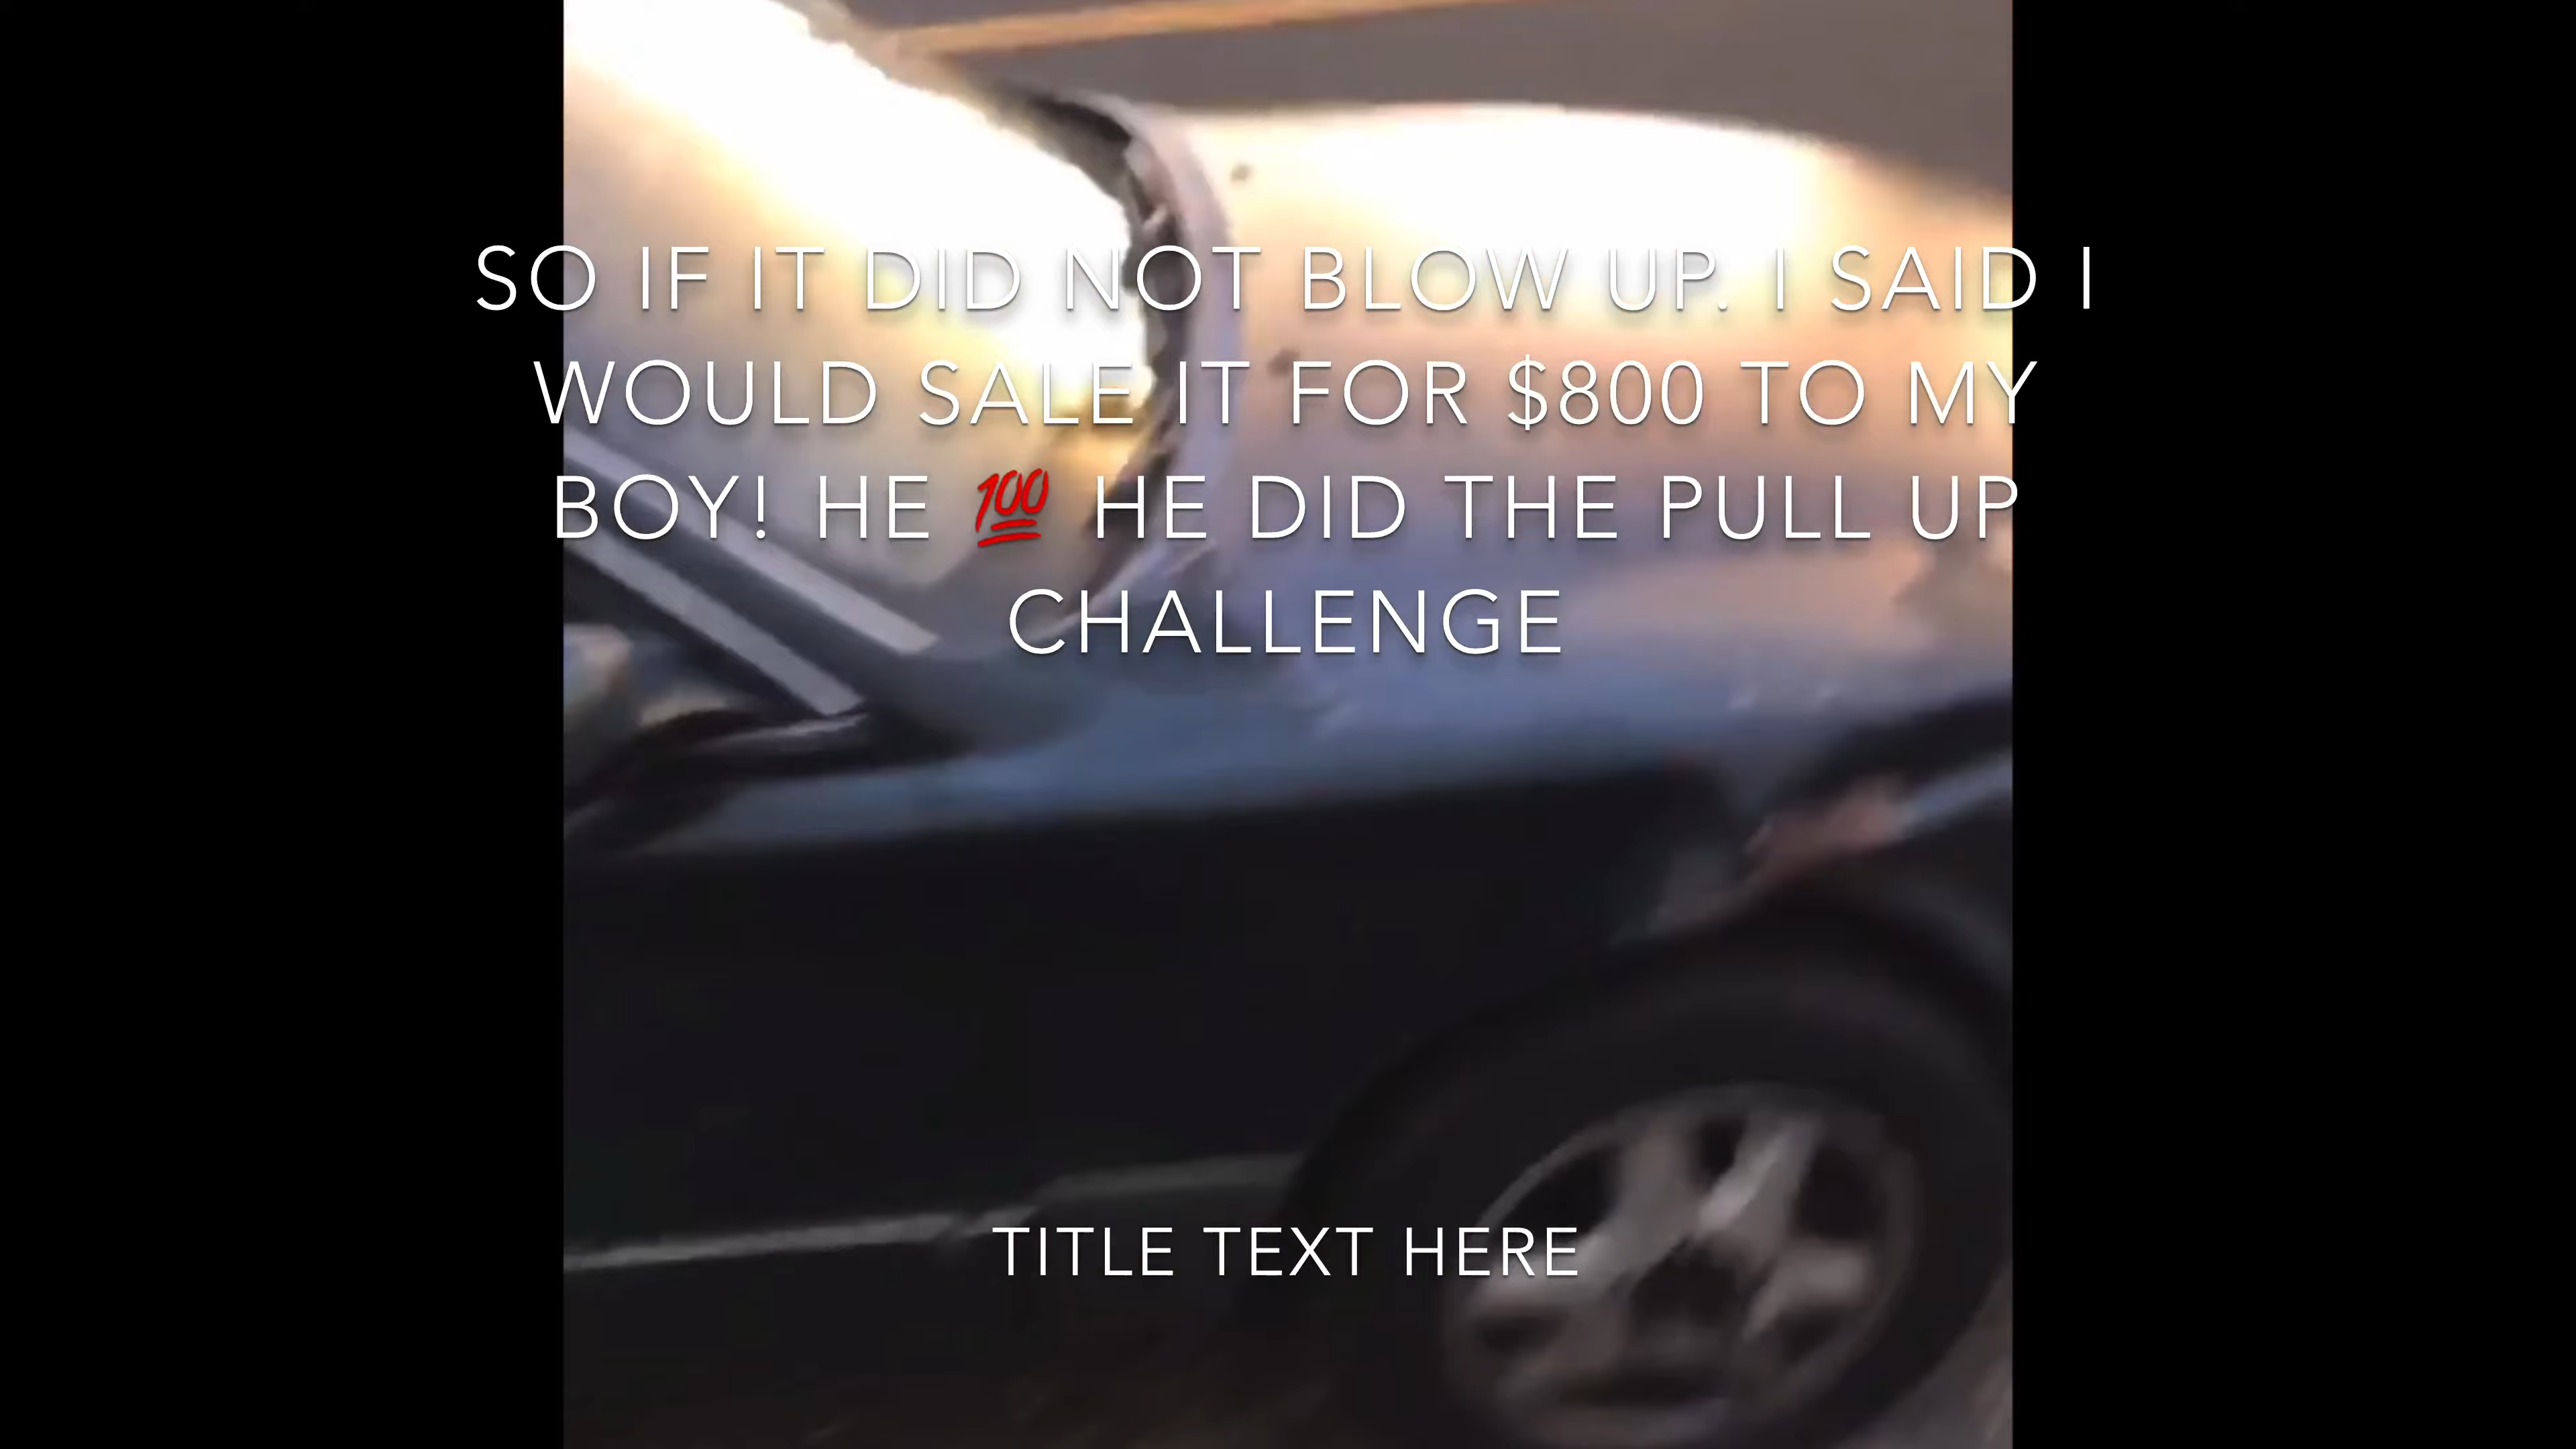 SO IF IT DID NOT BLOW UP. I SAID I
WOULD SALE IT FOR $800 TO MY
BOY! HE 💯 HE DID THE PULL UP
CHALLENGE
TITLE TEXT HERE